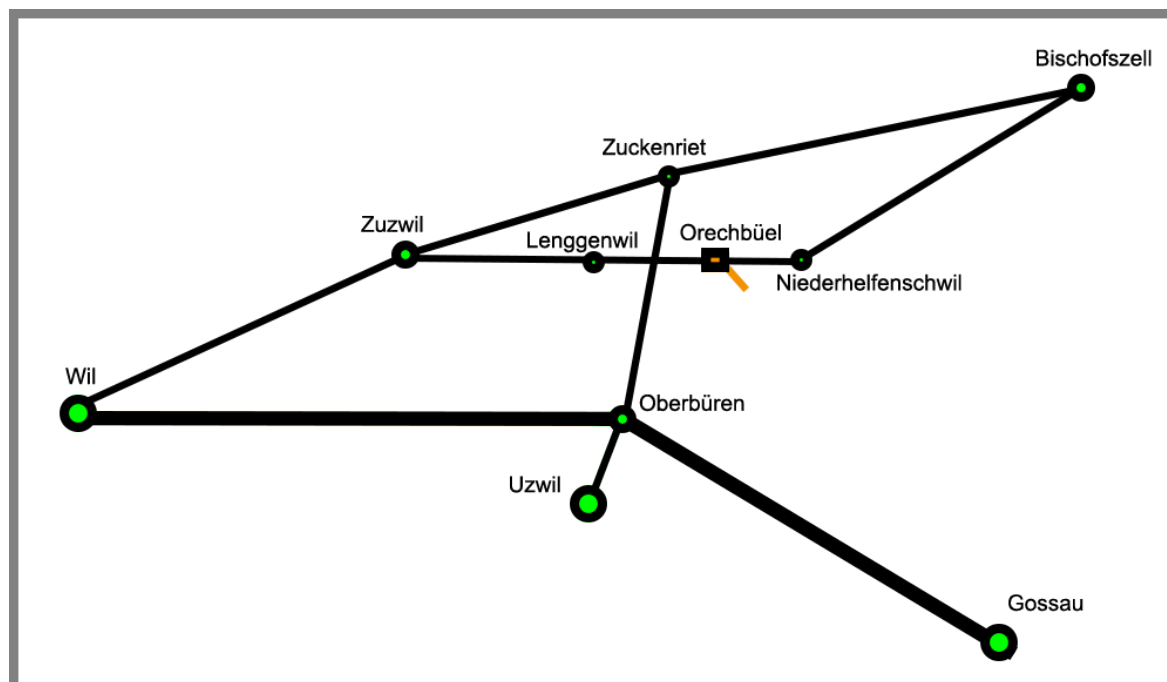 Bischofszell
Zuckenriet
Zuzwil
Lenggenwil
Orechbüel
Niederhelfenschwil
Wil
Oberbüren
Uzwil
Gossau